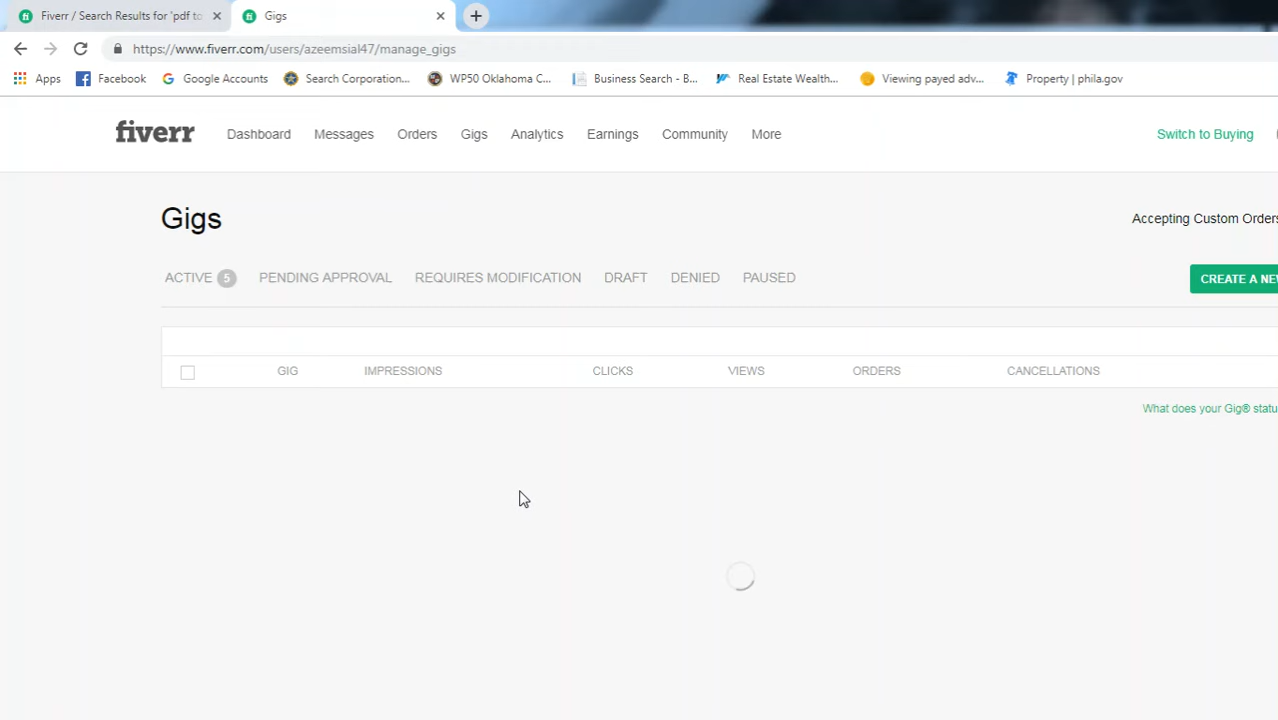 Fiverr / Search Results for 'pdf to
Gigs
https://www.fiverr.com/users/azeemsial47/manage_gigs
Apps Facebook Google Accounts Search Corporation... WP50 Oklahoma C... Business Search - B... Real Estate Wealth... Viewing payed adv... Property | phila.gov
fiverr Dashboard Messages Orders Gigs Analytics Earnings Community More Switch to Buying
Gigs Accepting Custom Orders
ACTIVE 5 PENDING APPROVAL REQUIRES MODIFICATION DRAFT DENIED PAUSED CREATE A NEW
GIG IMPRESSIONS CLICKS VIEWS ORDERS CANCELLATIONS
What does your Gig® statu